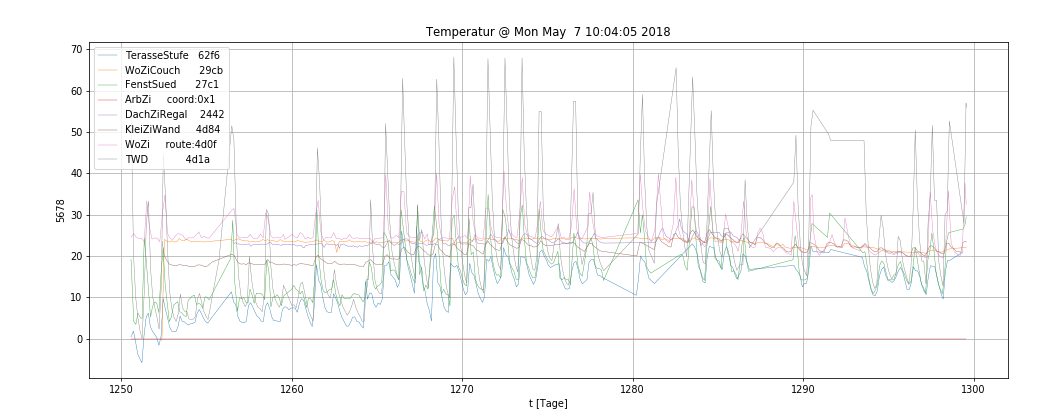 Temperatur @ Mon May  7 10:04:05 2018
70
60
50
40
30
20
10
0
5678
TerasseStufe 62f6
WoZiCouch 29cb
FenstSued 27c1
ArbZi coord:0x1
DachZiRegal 2442
KleiZiWand 4d84
WoZi route:4d0f
TWD 4d1a
1250 1260 1270 1280 1290 1300
t [Tage]